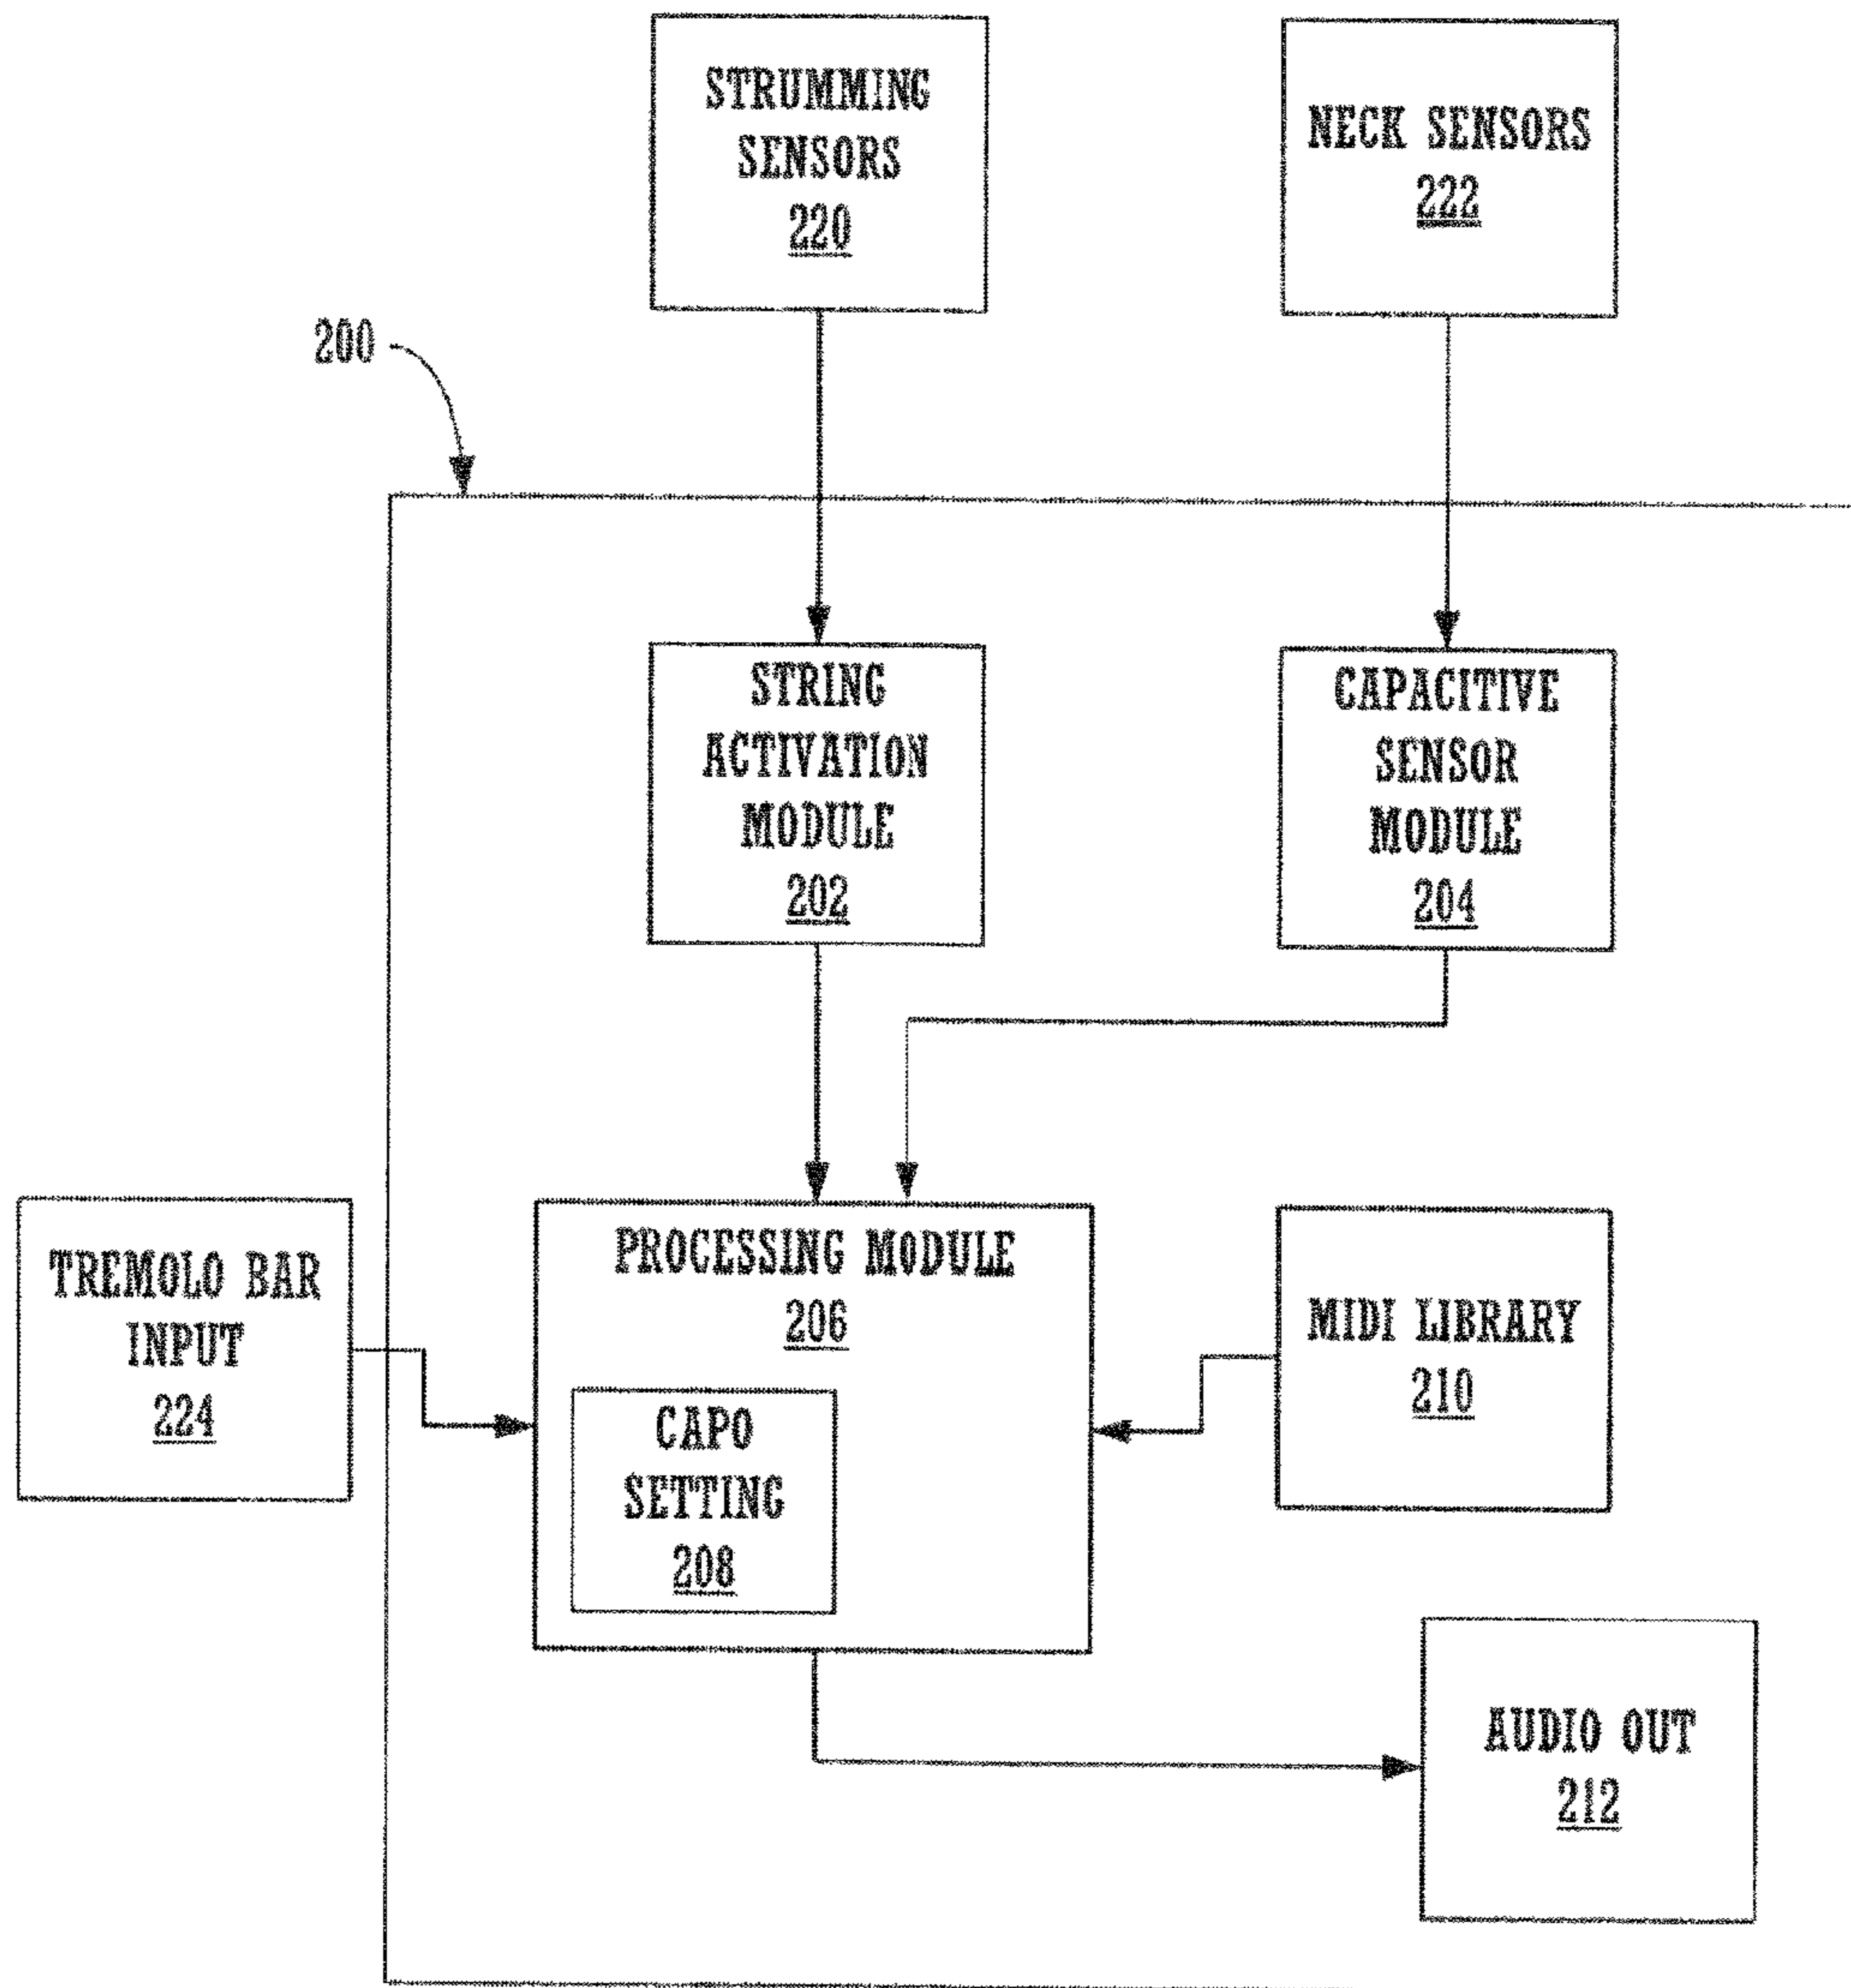 STRUMMING
SENSORS
220
NECK SENSORS
222
200
STRING
ACTIVATION
MODULE
202
CAPACITIVE
SENSOR
MODULE
204
TREMOLO BAR
INPUT
224
PROCESSING MODULE
206
CAPO
SETTING
208
MIDI LIBRARY
210
AUDIO OUT
212